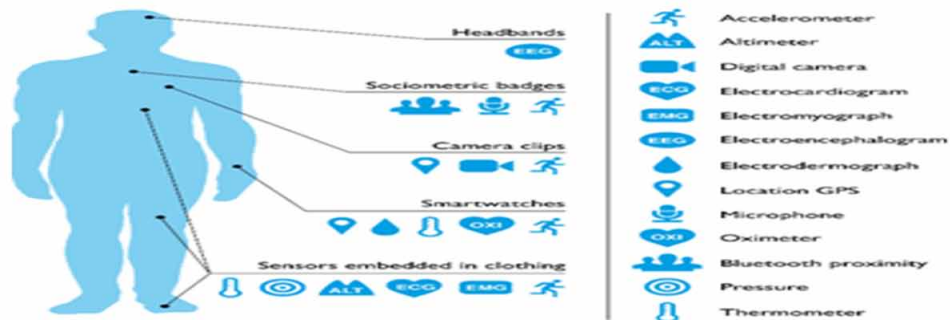 Headbands
EEG
Sociometric badges
Camera clips
Smartwatches
OXI
Sensors embedded in clothing
ALT ECG EMG
Accelerometer
ALT Altimeter
Digital camera
ECG Electrocardiogram
EMG Electromyograph
EEG Electroencephalogram
Electrodermograph
Location GPS
Microphone
OXI Oximeter
Bluetooth proximity
Pressure
Thermometer